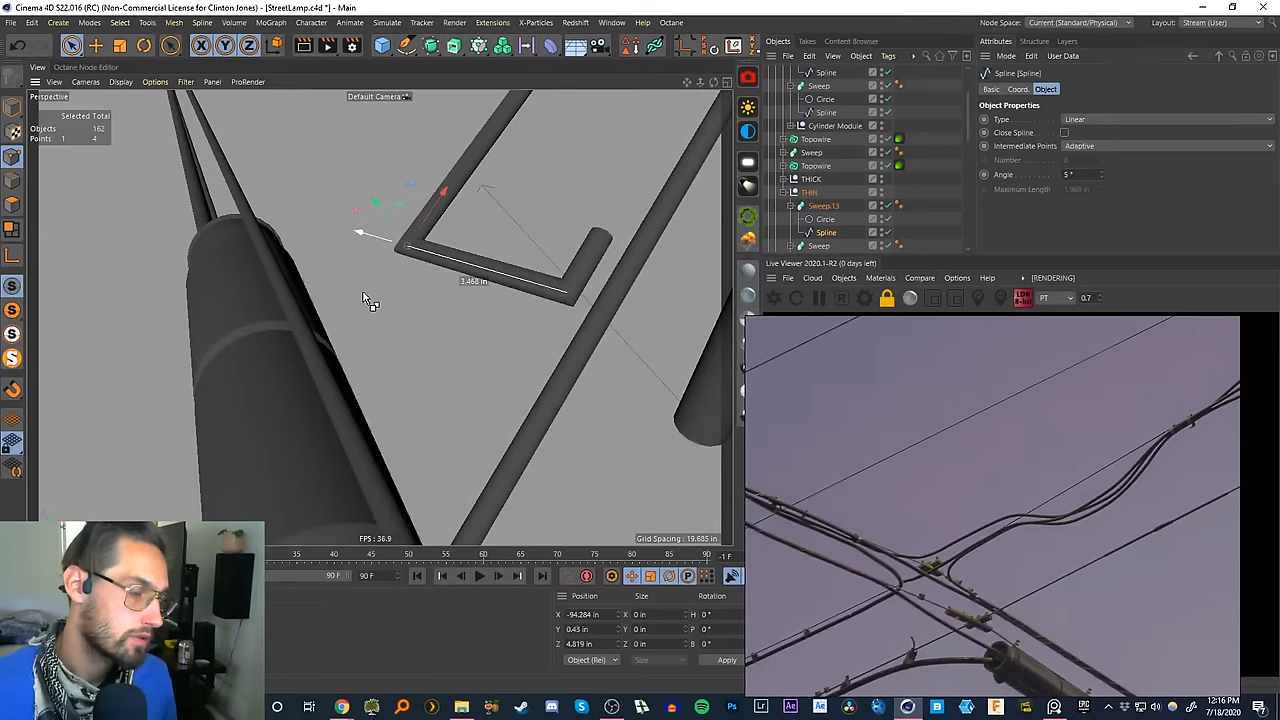 Cinema 4D S22.016 (RC) (Non-Commercial License for Clinton Jones) - [StreetLamp.c4d *] - Main
File Edit Create Modes Select Tools Mesh Spline Volume MoGraph Character Animate Simulate Tracker Render Extensions X-Particles Redshift Window Help Octane
Node Space: Current (Standard/Physical) Layout: Stream (User)
X Y Z
PSR
View Octane Node Editor
View Cameras Display Options Filter Panel ProRender
Perspective
Default Camera
Selected Total
Objects 162
Points 1 4
3.468 in
FPS : 36.9
Grid Spacing : 19.685 in
Objects Takes Content Browser
File Edit View Object Tags
Spline
Sweep
Circle
Spline
Cylinder Module
Topowire
Sweep
Topowire
THICK
THIN
Sweep.13
Circle
Spline
Sweep
Attributes Structure Layers
Mode Edit User Data
Spline [Spline]
Basic Coord. Object
Object Properties
Type Linear
Close Spline
Intermediate Points Adaptive
Number 8
Angle 5 °
Maximum Length 1.969 in
Live Viewer 2020.1-R2 (0 days left)
File Cloud Objects Materials Compare Options Help [RENDERING]
LDR 8-bit PT 0.7
35 40 45 50 55 60 65 70 75 80 85 90 -1 F
90 F 90 F
Position Size Rotation
X -94.284 in X 0 in H 0 °
Y 0.43 in Y 0 in P 0 °
Z 4.819 in Z 0 in B 0 °
Object (Rel) Size Apply
12:16 PM
7/18/2020